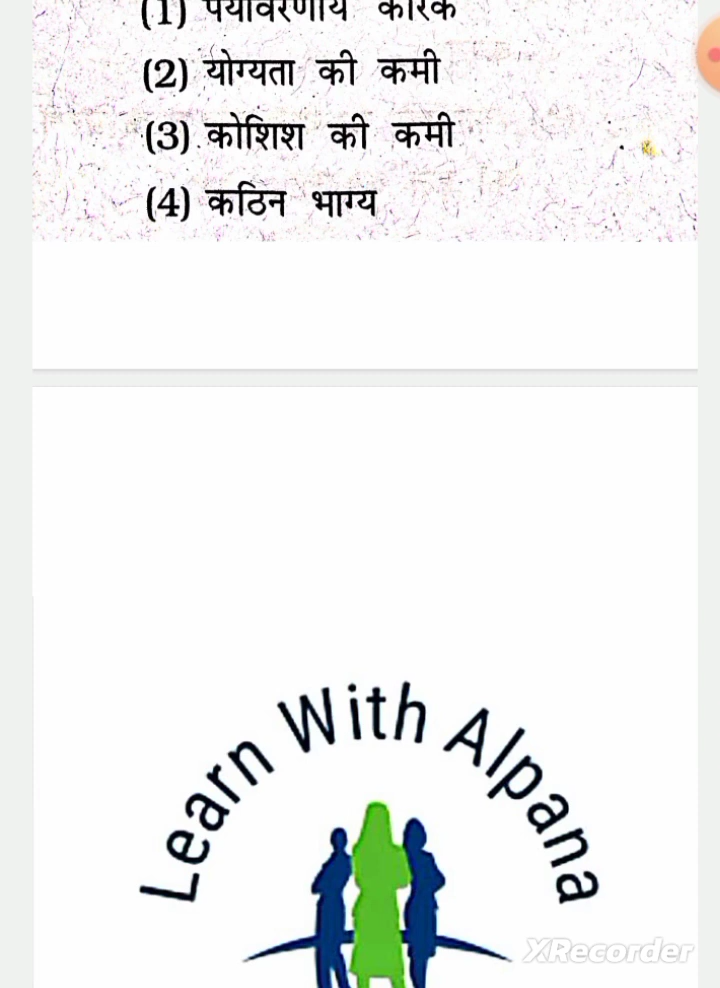 (1) पर्यावरणीय कारक
(2) योग्यता की कमी
(3) कोशिश की कमी
(4) कठिन भाग्य
Learn With Alpana
XRecorder